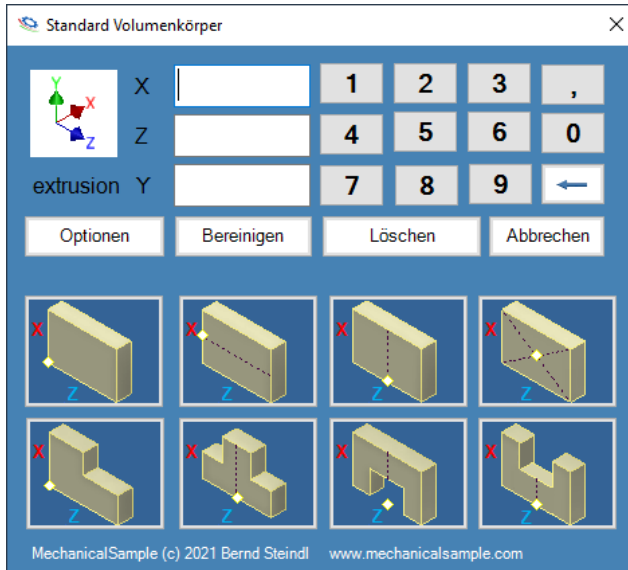 Standard Volumenkörper
Y X Z
X
1 2 3 ,
Z
4 5 6 0
extrusion Y
7 8 9
Optionen Bereinigen Löschen Abbrechen
X Z X Z X Z X Z
X Z X Z X Z X Z
MechanicalSample (c) 2021 Bernd Steindl www.mechanicalsample.com